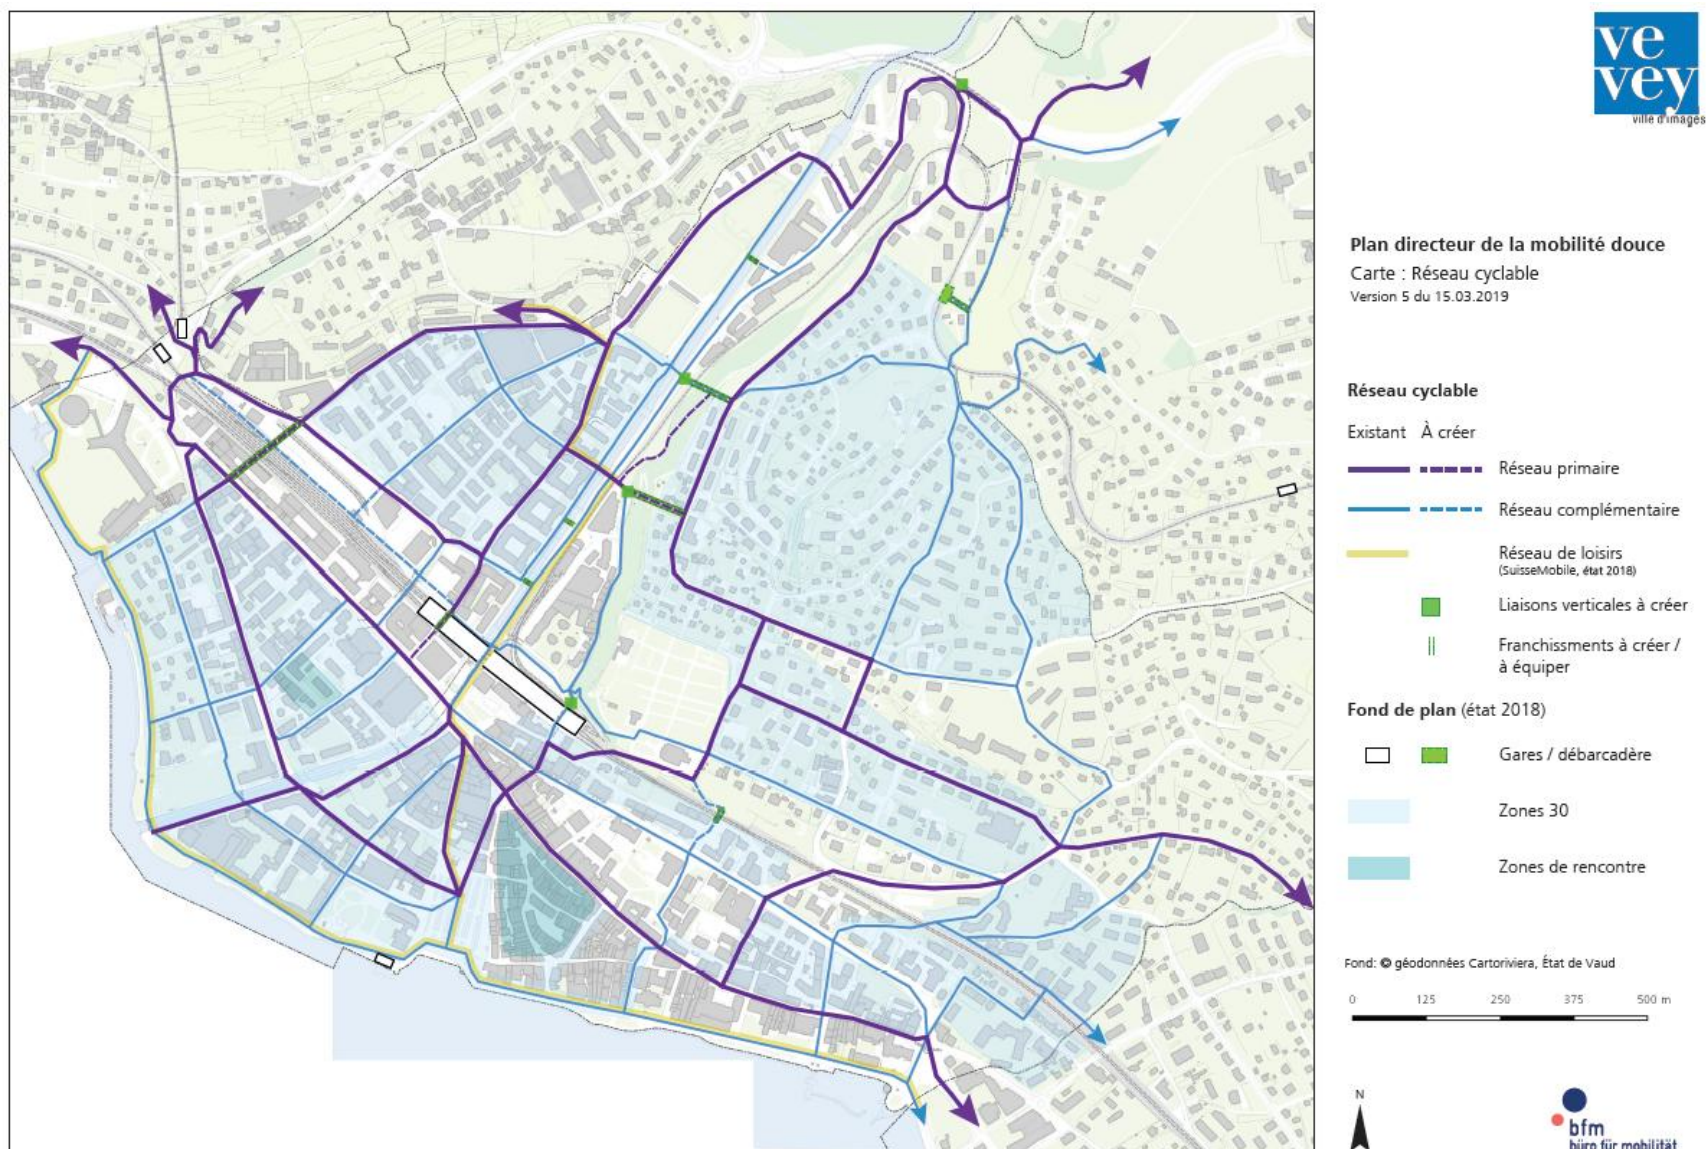 ve
vey
ville d'images
Plan directeur de la mobilité douce
Carte : Réseau cyclable
Version 5 du 15.03.2019
Réseau cyclable
Existant À créer
Réseau primaire
Réseau complémentaire
Réseau de loisirs
(SuisseMobile, état 2018)
Liaisons verticales à créer
Franchissements à créer /
à équiper
Fond de plan (état 2018)
Gares / débarcadère
Zones 30
Zones de rencontre
Fond: © géodonnées Cartoriviera, État de Vaud
0 125 250 375 500 m
N
bfm
büro für mobilität